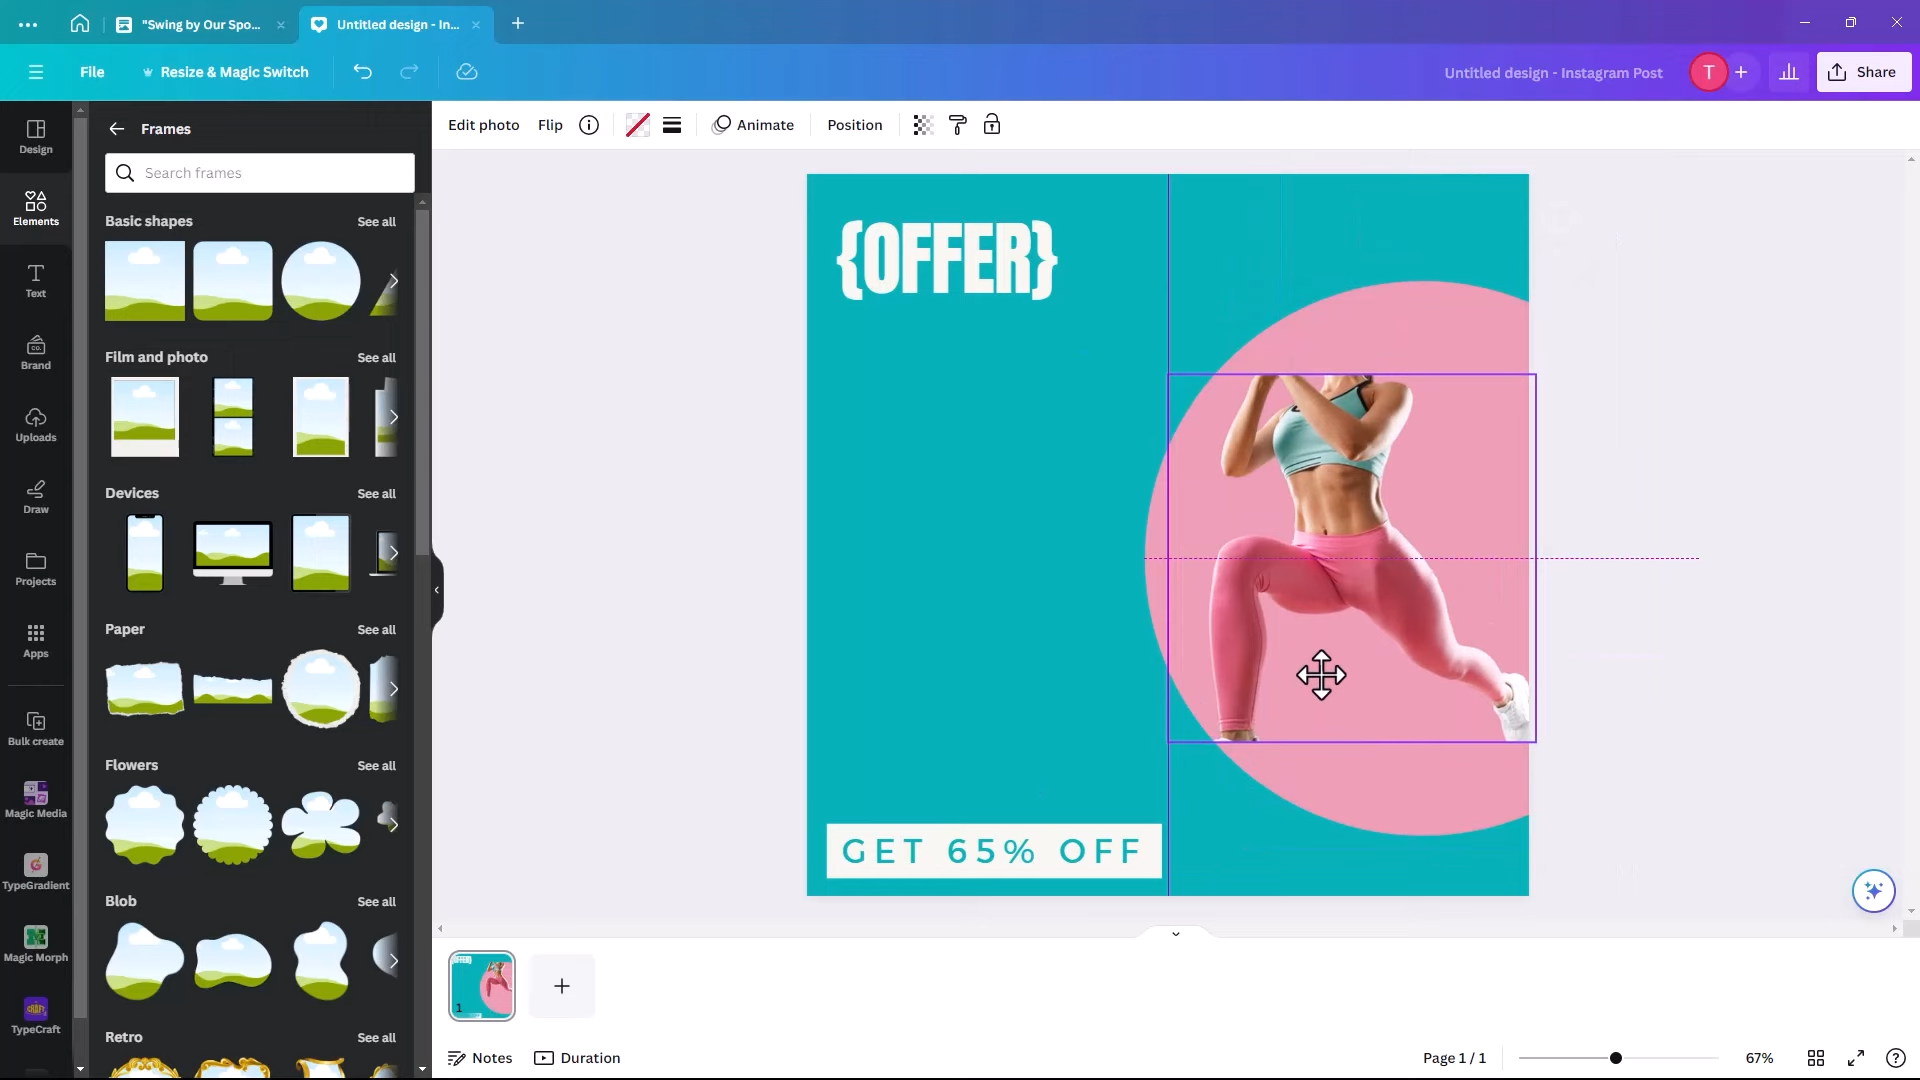 "Swing by Our Spo...
Untitled design - In...
File
Resize & Magic Switch
Untitled design - Instagram Post
T
Share
Design
Elements
Text
Brand
Uploads
Draw
Projects
Apps
Bulk create
Magic Media
TypeGradient
Magic Morph
TypeCraft
Frames
Search frames
Basic shapes See all
Film and photo See all
Devices See all
Paper See all
Flowers See all
Blob See all
Retro See all
Edit photo Flip Animate Position
{OFFER}
GET 65% OFF
1
Notes Duration
Page 1 / 1 67%